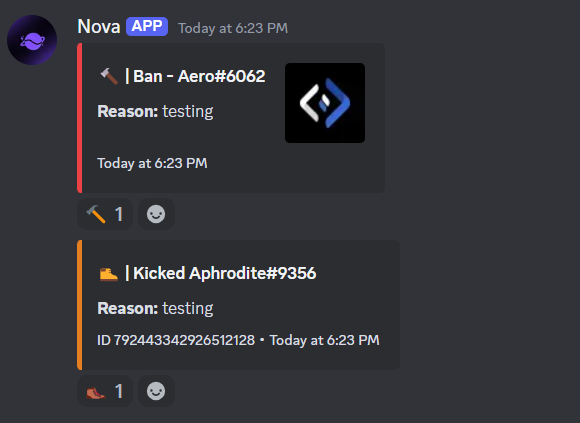 Nova APP Today at 6:23 PM
| Ban - Aero#6062
Reason: testing
Today at 6:23 PM
1
| Kicked Aphrodite#9356
Reason: testing
ID 792443342926512128 • Today at 6:23 PM
1